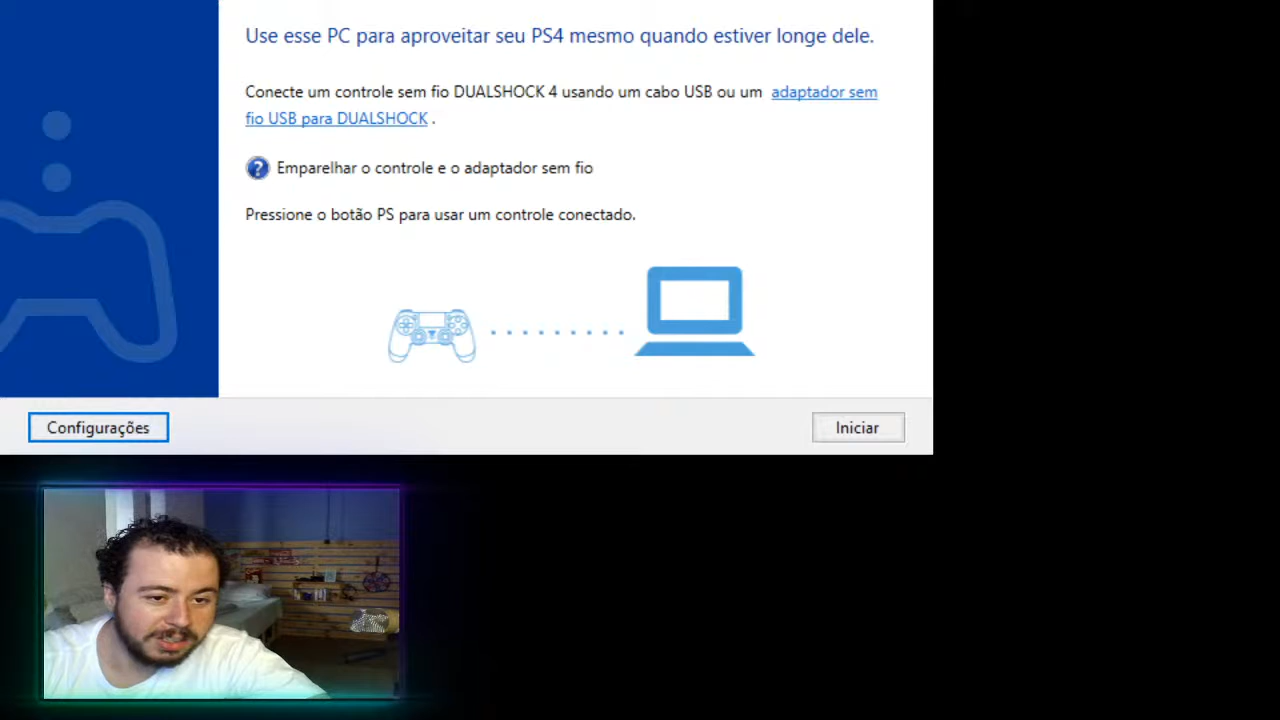 Use esse PC para aproveitar seu PS4 mesmo quando estiver longe dele.
Conecte um controle sem fio DUALSHOCK 4 usando um cabo USB ou um adaptador sem
fio USB para DUALSHOCK .
? Emparelhar o controle e o adaptador sem fio
Pressione o botão PS para usar um controle conectado.
Configurações
Iniciar